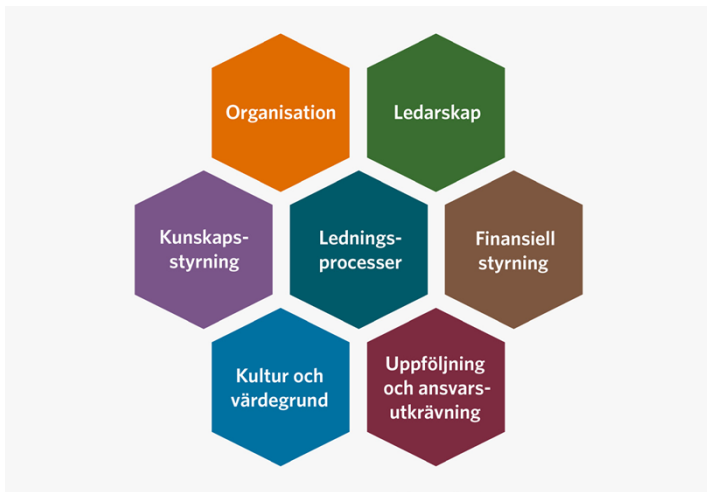 Organisation
Ledarskap
Kunskaps-
styrning
Lednings-
processer
Finansiell
styrning
Kultur och
värdegrund
Uppföljning
och ansvars-
utkrävning